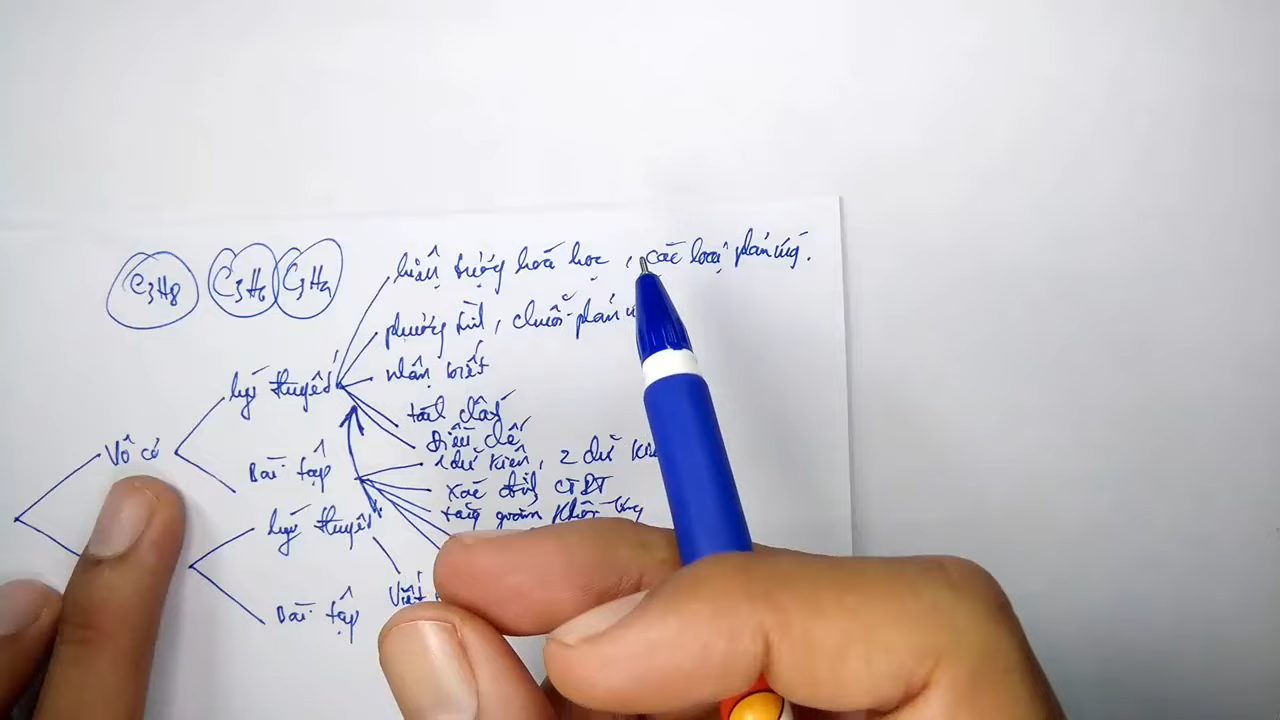 C3H8 C3H6 C3H4
hiện tượng hoá học, các loại phản ứng.
phương trình, chuỗi phản
nhận biết
lý thuyết
tách chất
điều chế
Vô cơ
Bài tập
1 dữ kiện, 2 dữ
xác định CTPT
tăng giảm khối lượng
lý thuyết
Viết
Bài tập